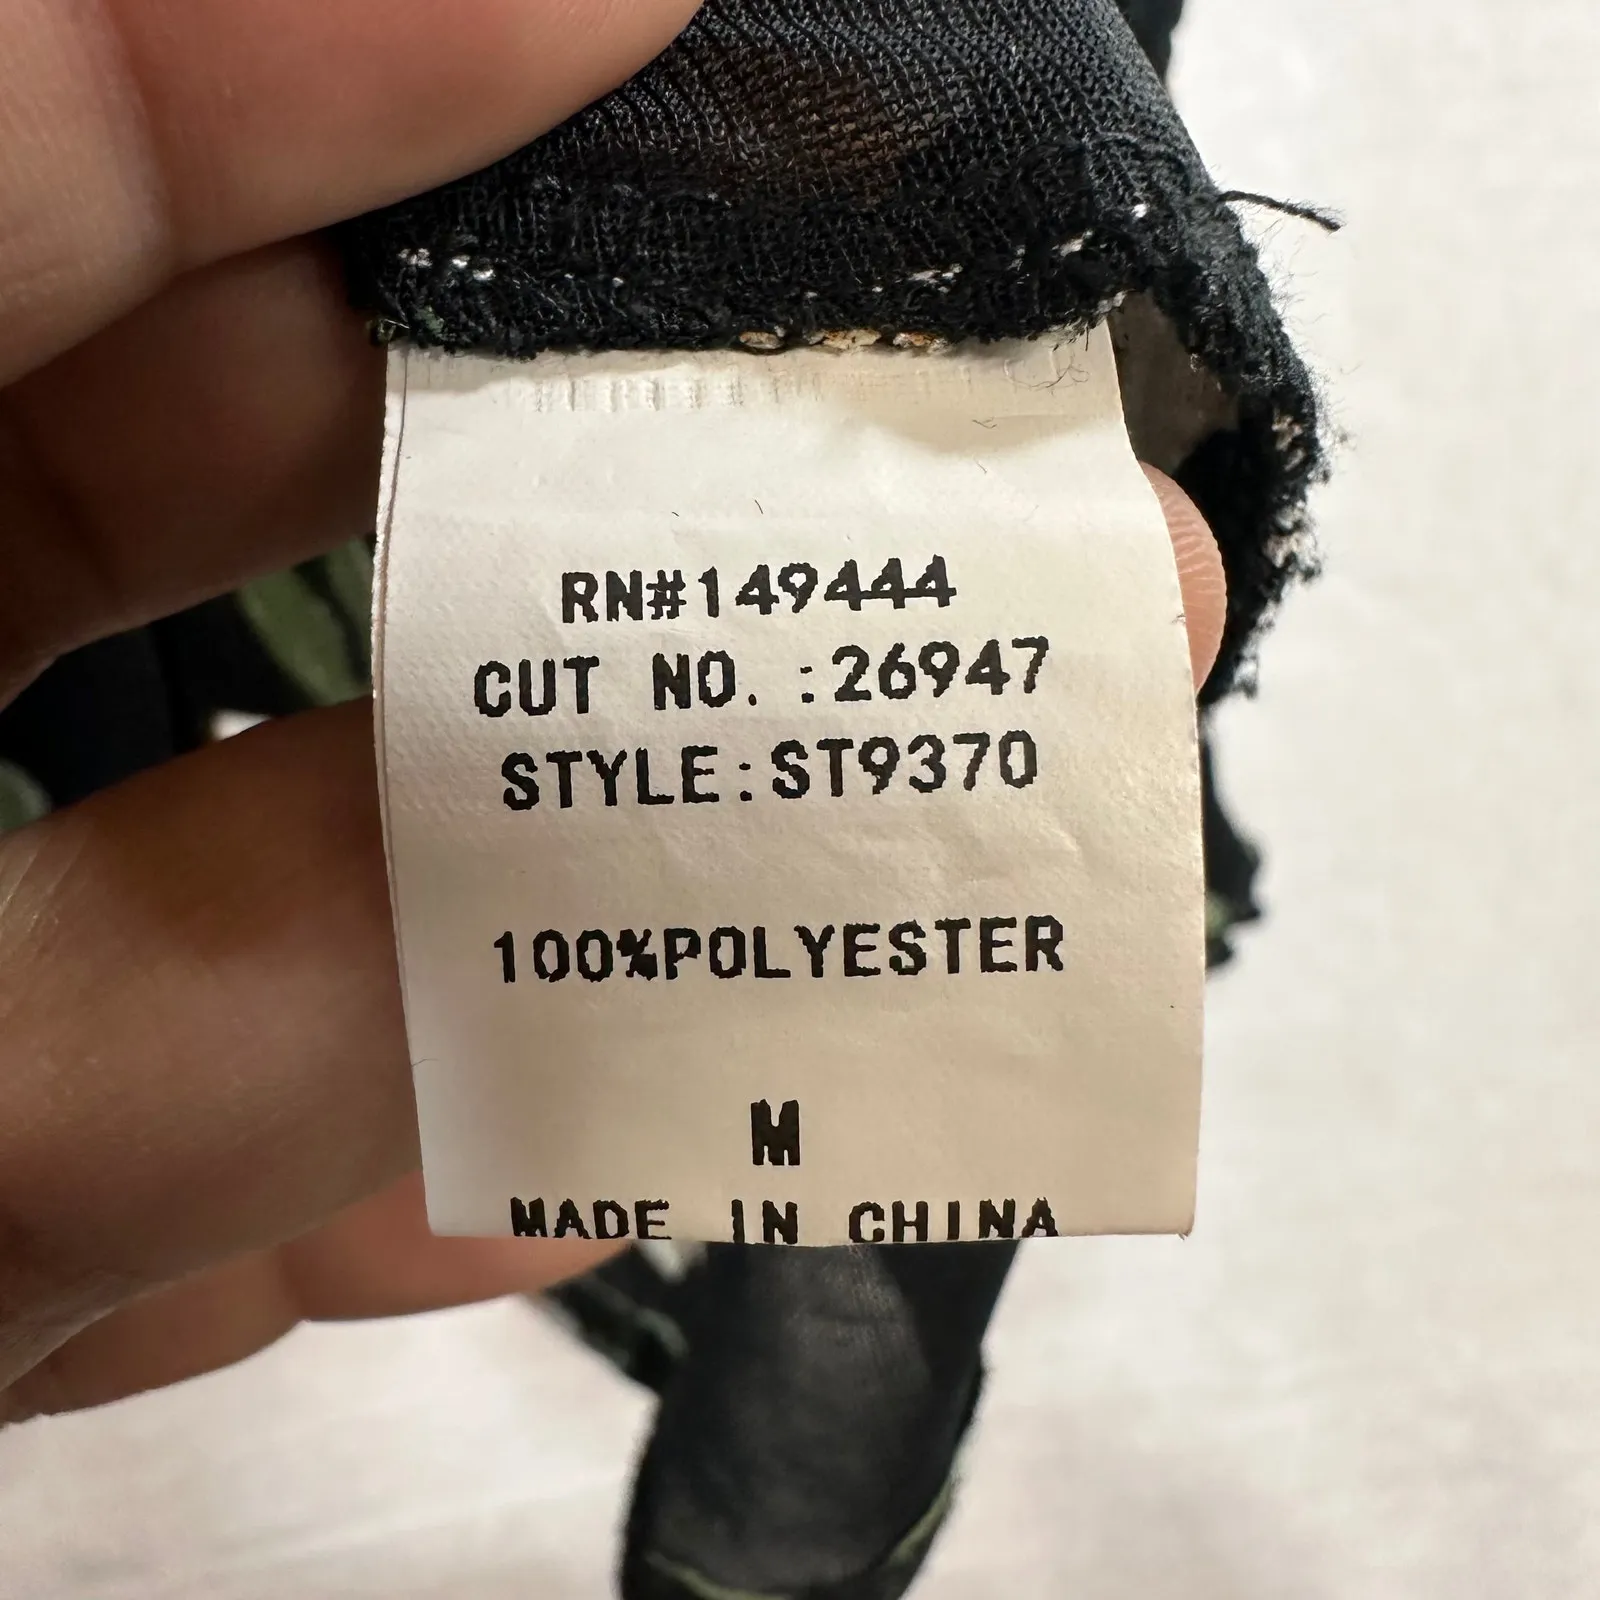 RN#149444
CUT NO. :26947
STYLE:ST9370
100%POLYESTER
M
MADE IN CHINA